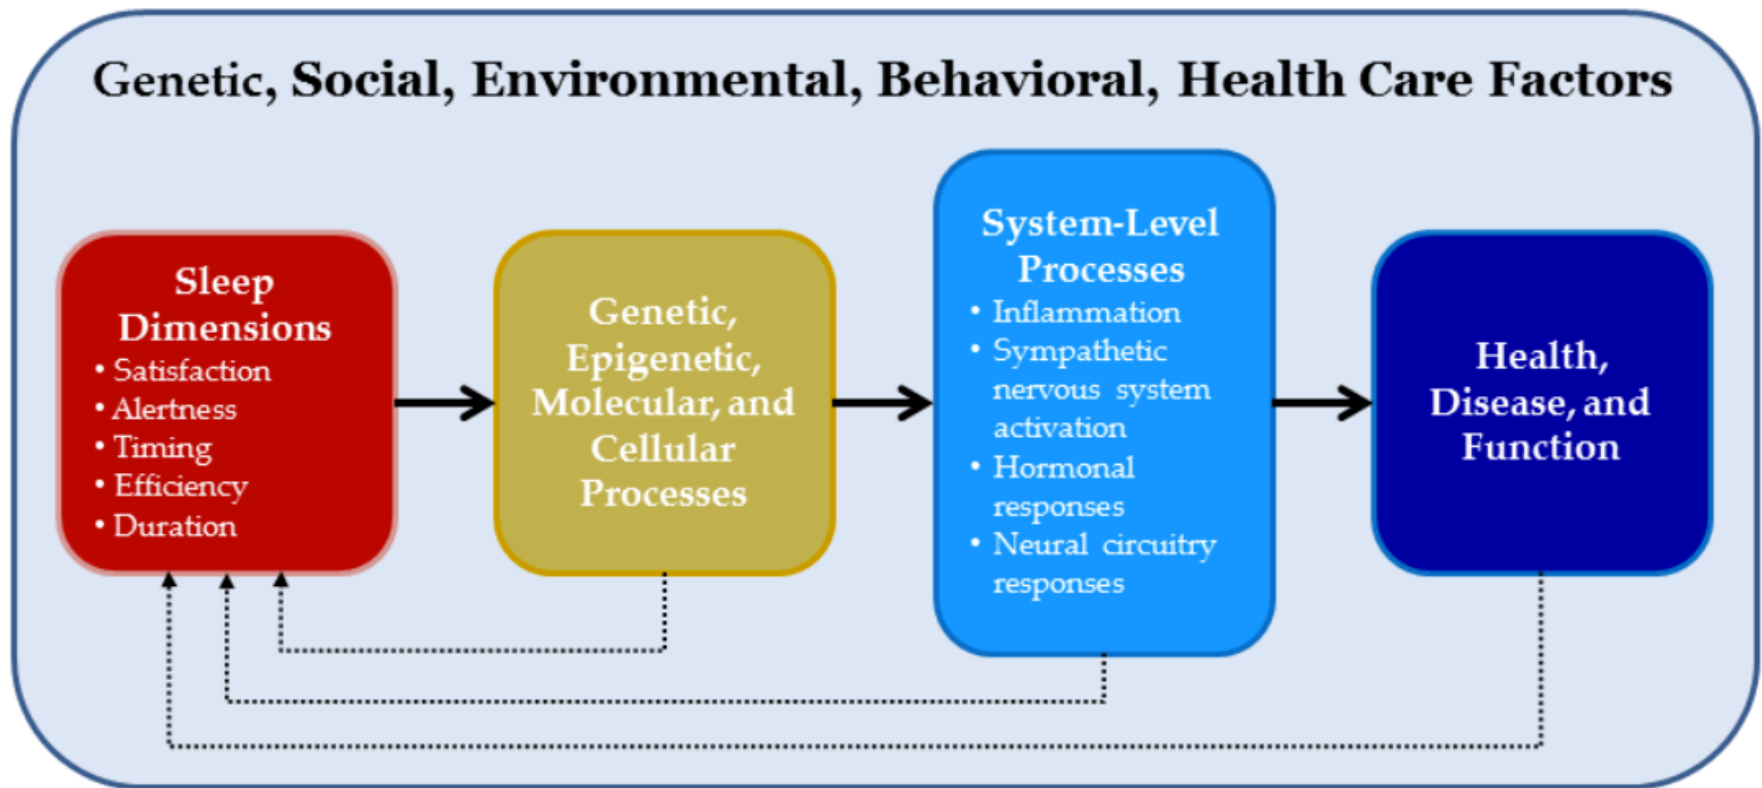 Genetic, Social, Environmental, Behavioral, Health Care Factors
Sleep
Dimensions
• Satisfaction
• Alertness
• Timing
• Efficiency
• Duration
Genetic,
Epigenetic,
Molecular, and
Cellular
Processes
System-Level
Processes
• Inflammation
• Sympathetic
nervous system
activation
• Hormonal
responses
• Neural circuitry
responses
Health,
Disease, and
Function